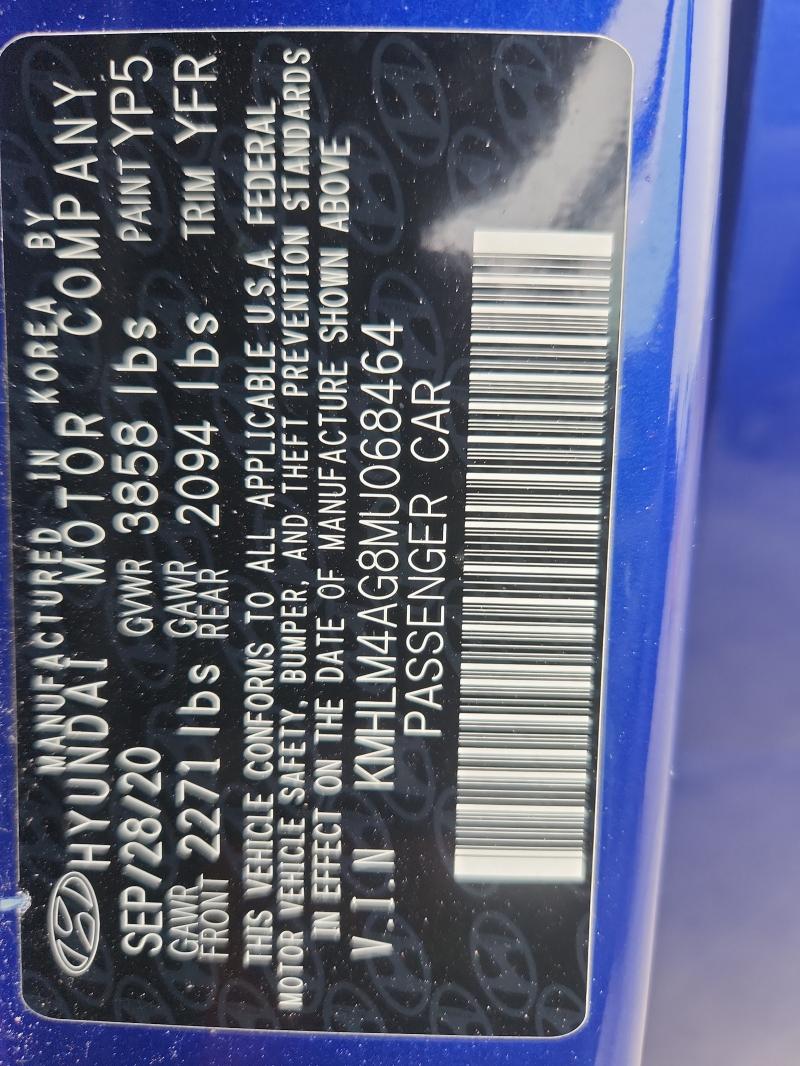 MANUFACTURED IN KOREA BY
HYUNDAI MOTOR COMPANY
SEP/28/20 GVWR 3858 lbs PAINT YP5
GAWR FRONT 2271 lbs GAWR REAR 2094 lbs TRIM YFR
THIS VEHICLE CONFORMS TO ALL APPLICABLE U.S.A. FEDERAL
MOTOR VEHICLE SAFETY, BUMPER, AND THEFT PREVENTION STANDARDS
IN EFFECT ON THE DATE OF MANUFACTURE SHOWN ABOVE
V.I.N KMHLM4AG8MU068464
PASSENGER CAR